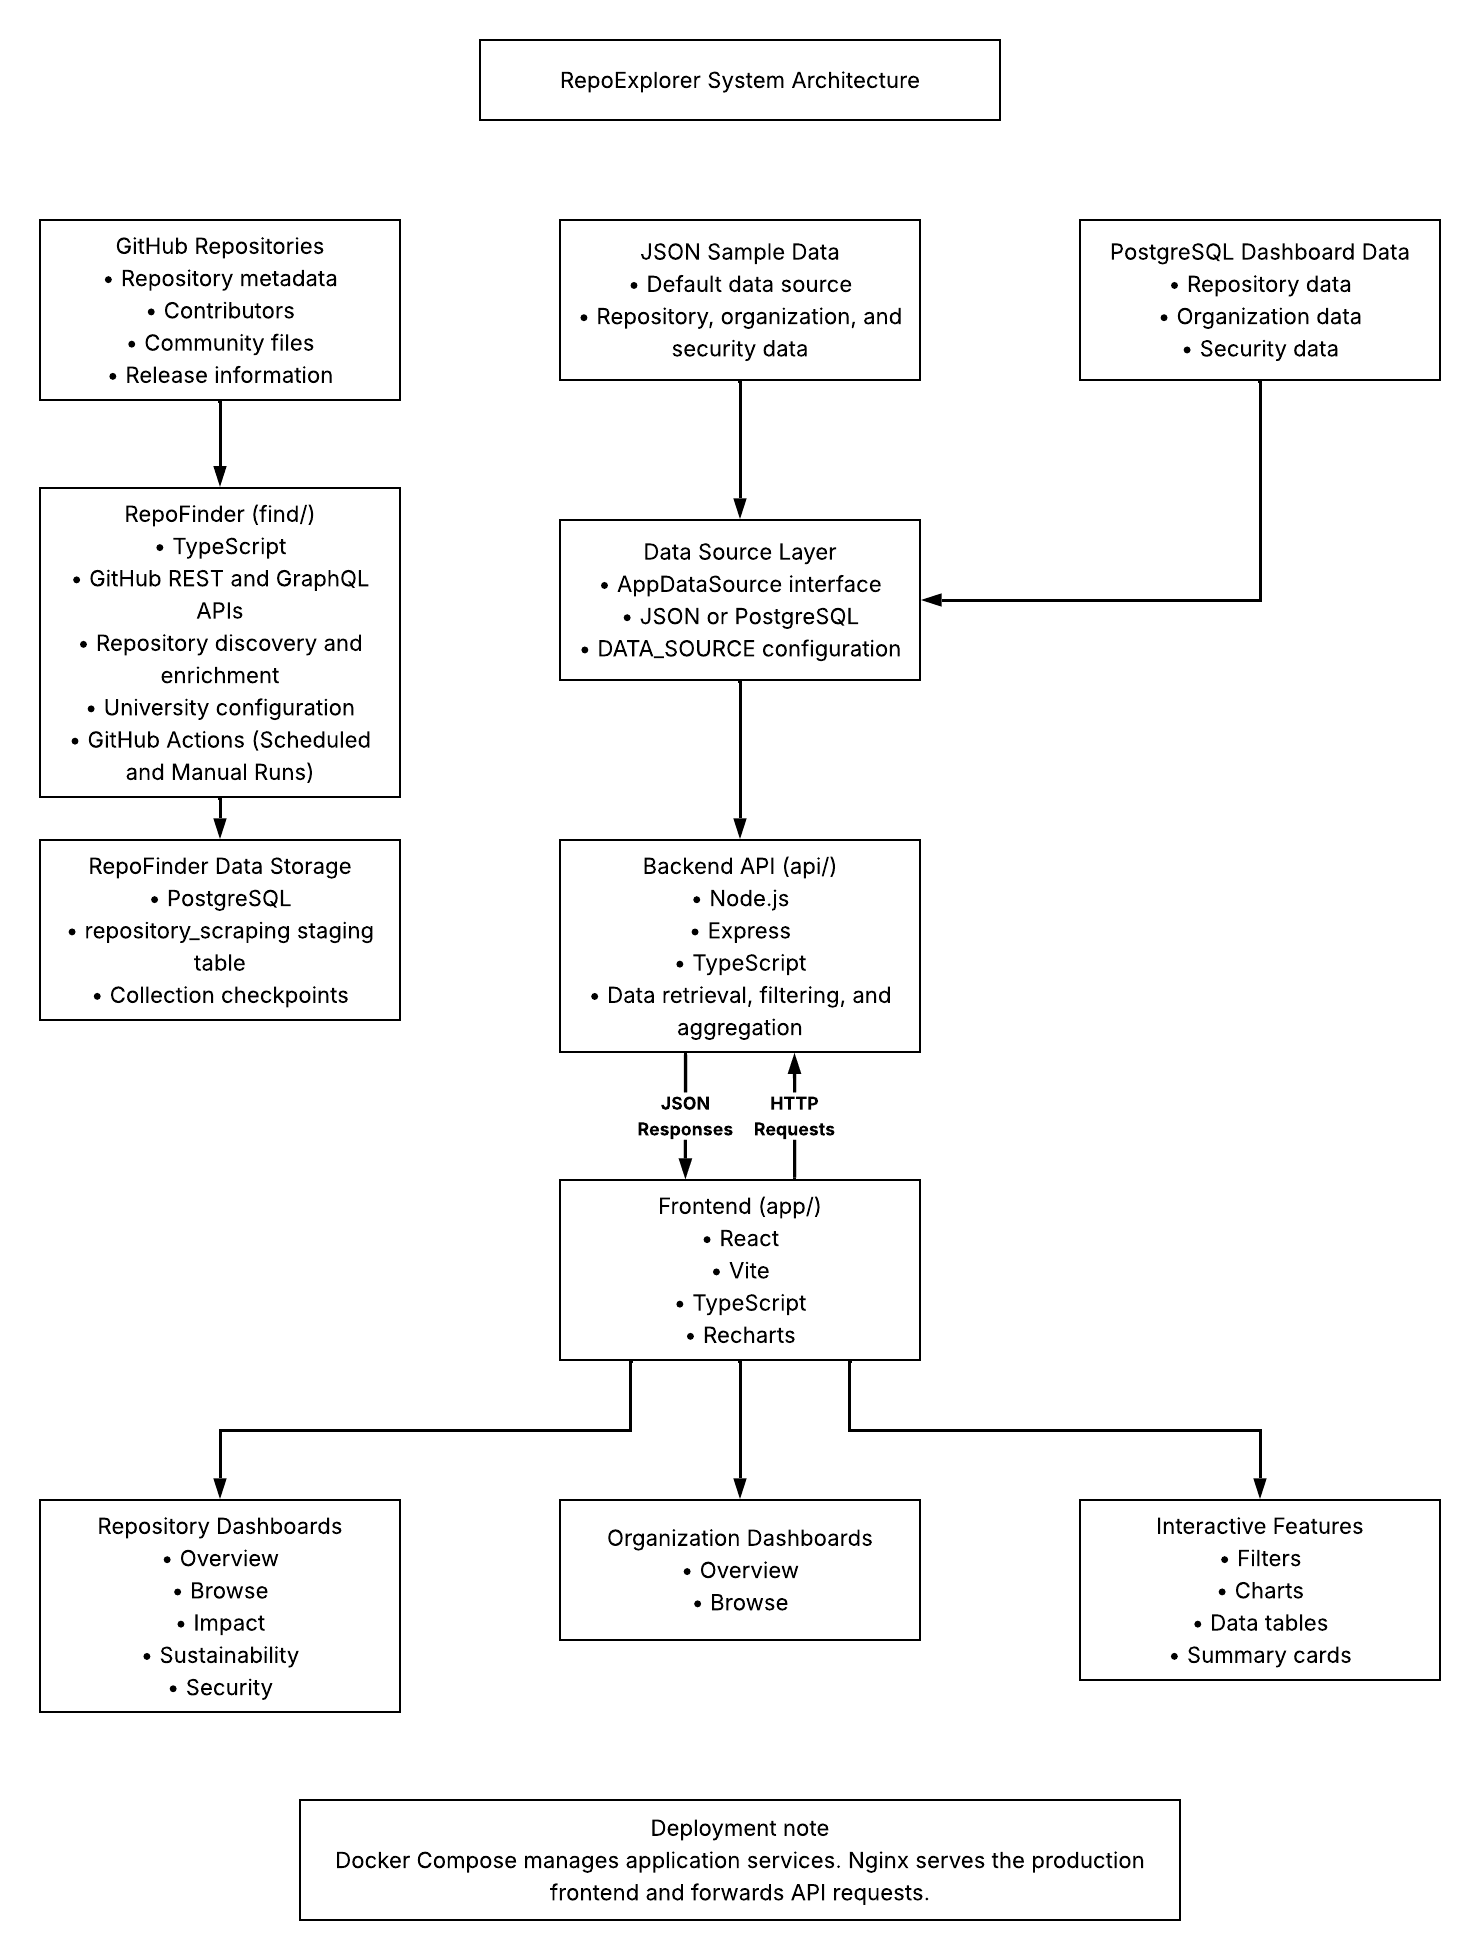 RepoExplorer System Architecture
GitHub Repositories
• Repository metadata
• Contributors
• Community files
• Release information
JSON Sample Data
• Default data source
• Repository, organization, and
security data
PostgreSQL Dashboard Data
• Repository data
• Organization data
• Security data
RepoFinder (find/)
• TypeScript
• GitHub REST and GraphQL
APIs
• Repository discovery and
enrichment
• University configuration
• GitHub Actions (Scheduled
and Manual Runs)
Data Source Layer
• AppDataSource interface
• JSON or PostgreSQL
• DATA_SOURCE configuration
RepoFinder Data Storage
• PostgreSQL
• repository_scraping staging
table
• Collection checkpoints
Backend API (api/)
• Node.js
• Express
• TypeScript
• Data retrieval, filtering, and
aggregation
JSON
Responses
HTTP
Requests
Frontend (app/)
• React
• Vite
• TypeScript
• Recharts
Repository Dashboards
• Overview
• Browse
• Impact
• Sustainability
• Security
Organization Dashboards
• Overview
• Browse
Interactive Features
• Filters
• Charts
• Data tables
• Summary cards
Deployment note
Docker Compose manages application services. Nginx serves the production
frontend and forwards API requests.